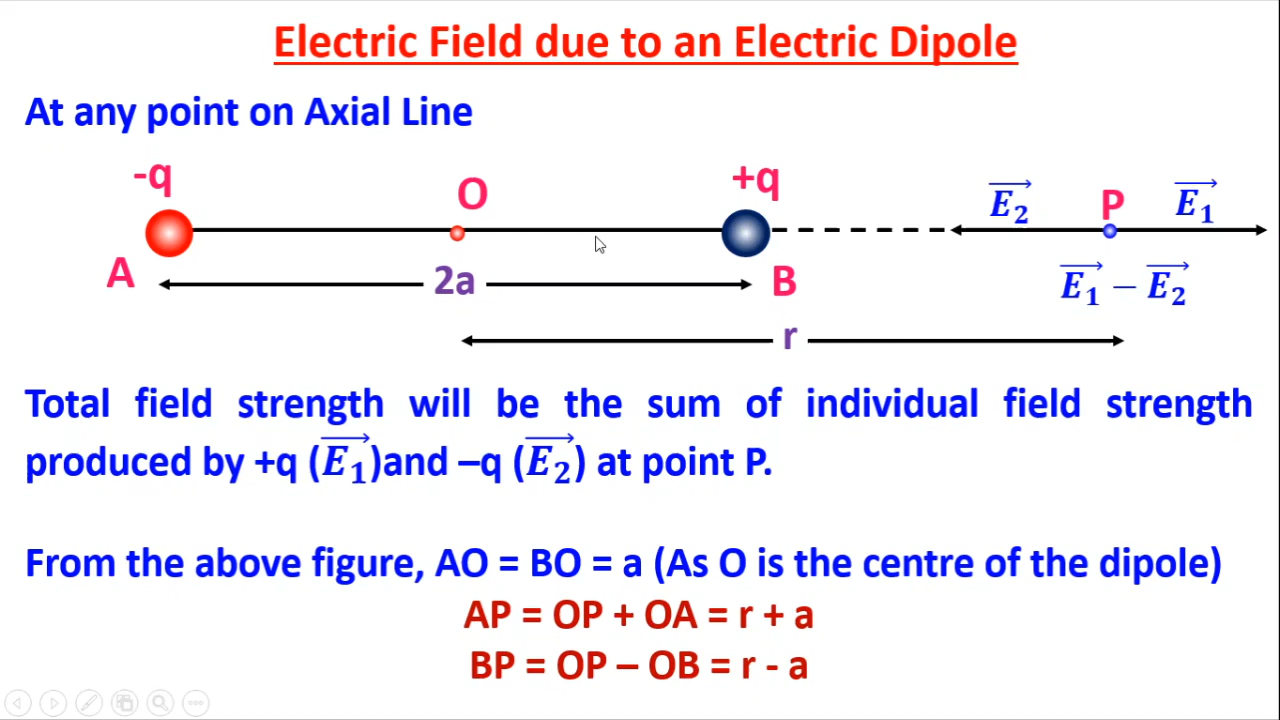 Electric Field due to an Electric Dipole
At any point on Axial Line
-q O +q
E₂⃗ P E₁⃗
A 2a B
E₁⃗ − E₂⃗
r
Total field strength will be the sum of individual field strength
produced by +q (E₁⃗)and –q (E₂⃗) at point P.
From the above figure, AO = BO = a (As O is the centre of the dipole)
AP = OP + OA = r + a
BP = OP – OB = r - a